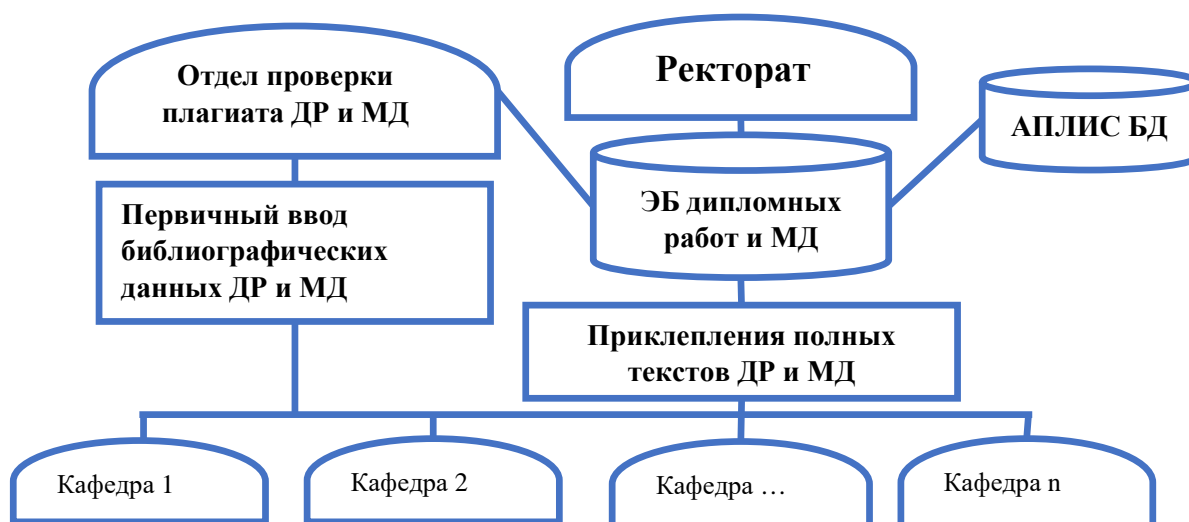 Отдел проверки
плагиата ДР и МД
Ректорат
АПЛИС БД
Первичный ввод
библиографических
данных ДР и МД
ЭБ дипломных
работ и МД
Приклепления полных
текстов ДР и МД
Кафедра 1
Кафедра 2
Кафедра …
Кафедра n